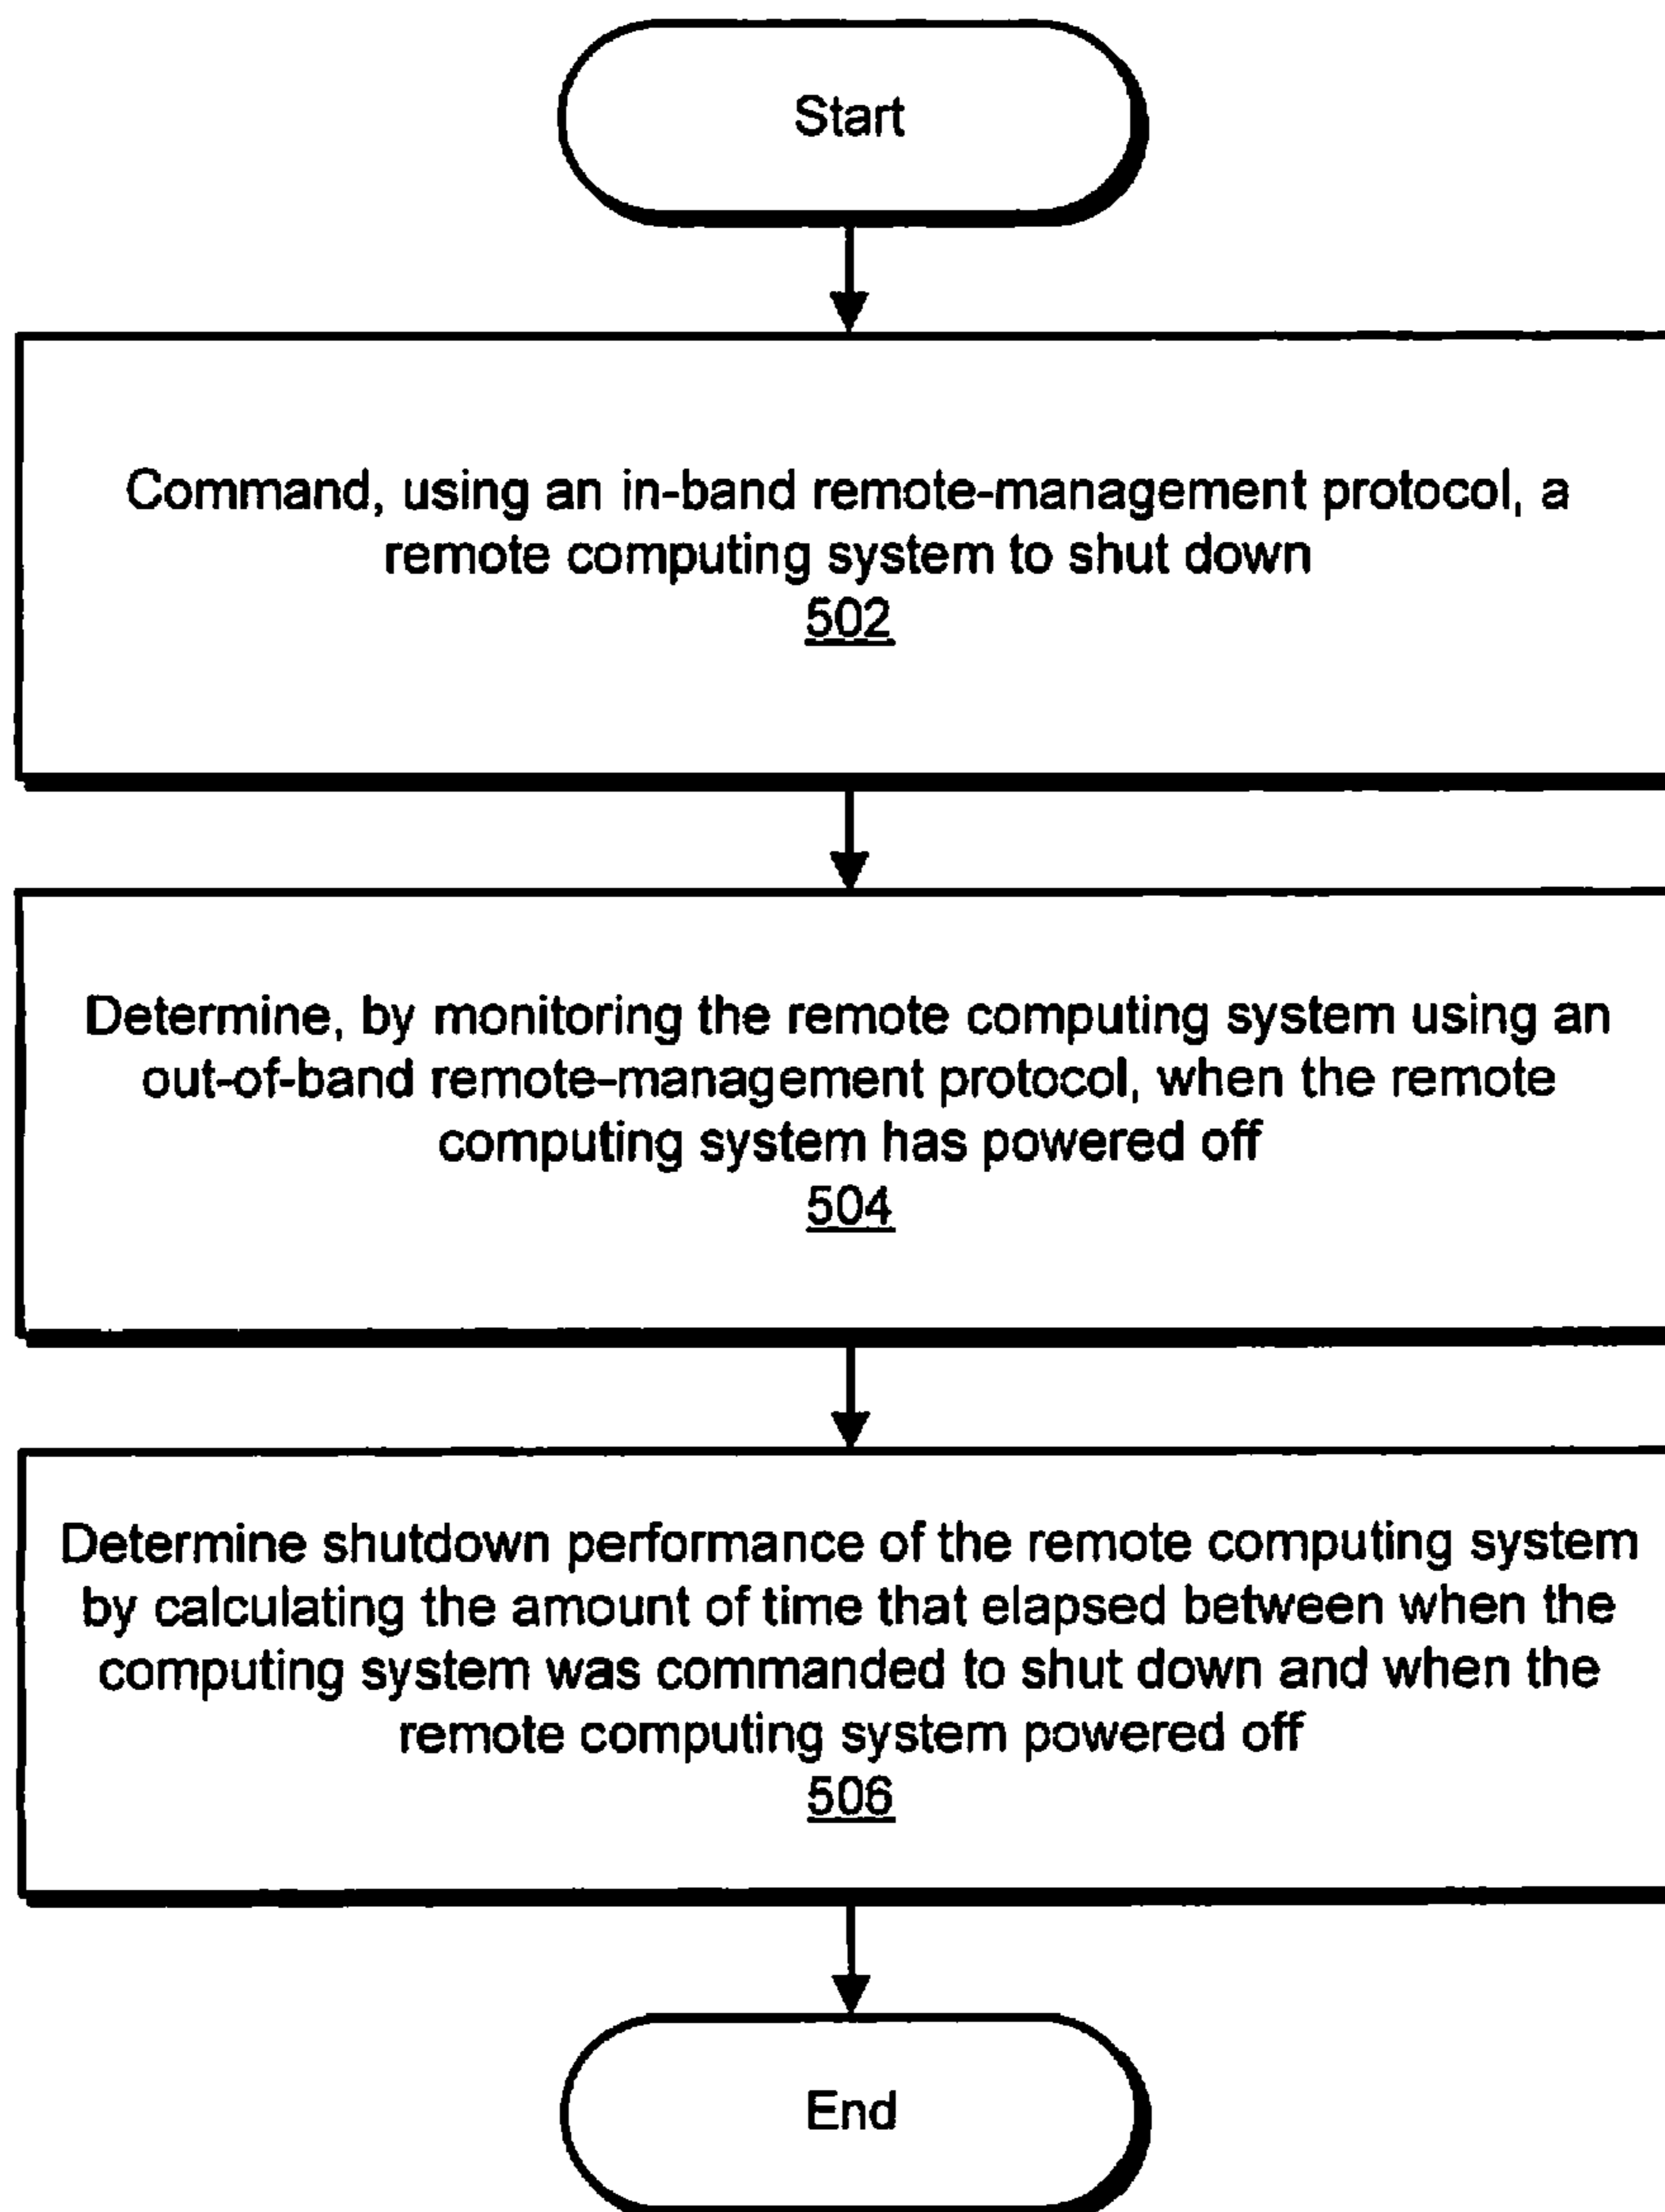 Start
Command, using an in-band remote-management protocol, a
remote computing system to shut down
502
Determine, by monitoring the remote computing system using an
out-of-band remote-management protocol, when the remote
computing system has powered off
504
Determine shutdown performance of the remote computing system
by calculating the amount of time that elapsed between when the
computing system was commanded to shut down and when the
remote computing system powered off
506
End